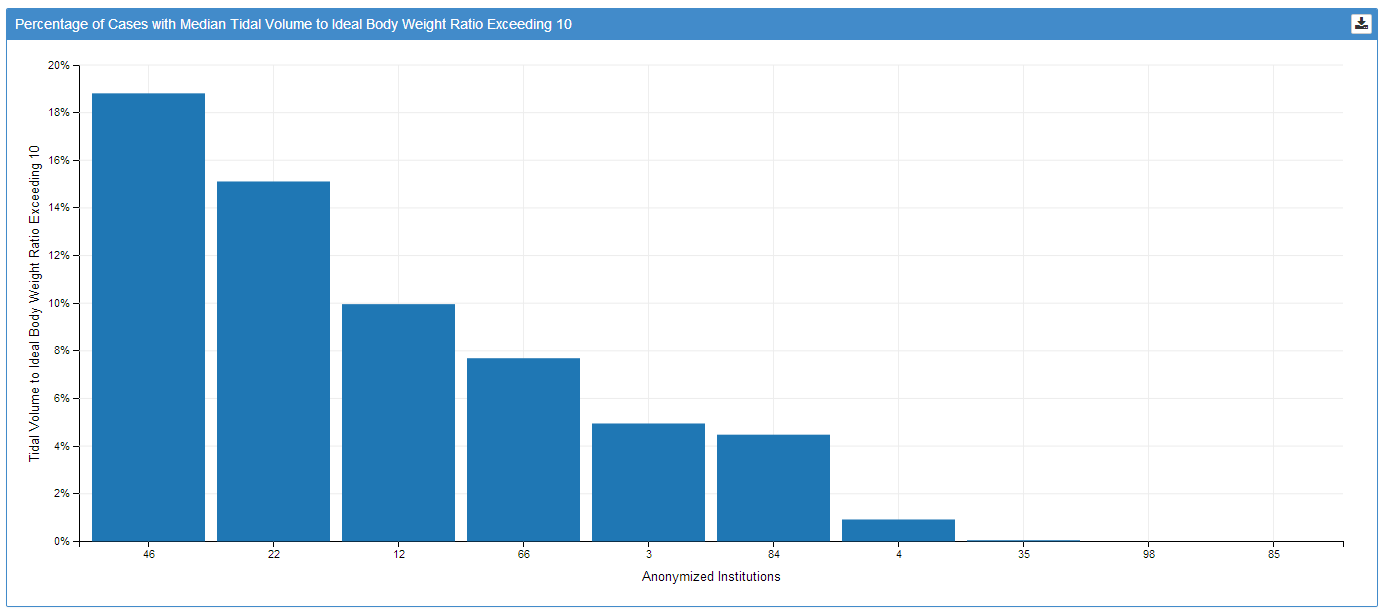 Percentage of Cases with Median Tidal Volume to Ideal Body Weight Ratio Exceeding 10
Tidal Volume to Ideal Body Weight Ratio Exceeding 10
20%
18%
16%
14%
12%
10%
8%
6%
4%
2%
0%
46 22 12 66 3 84 4 35 98 85
Anonymized Institutions